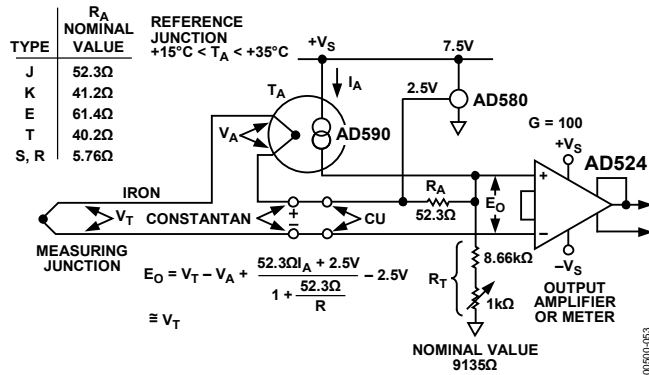 R_A
NOMINAL
TYPE VALUE
J 52.3Ω
K 41.2Ω
E 61.4Ω
T 40.2Ω
S, R 5.76Ω
REFERENCE
JUNCTION
+15°C < T_A < +35°C
+V_S
7.5V
I_A
2.5V
AD580
T_A
V_A
AD590
G = 100
+V_S
AD524
IRON
V_T
CONSTANTAN
+
–
CU
R_A
52.3Ω
E_O
+
–
MEASURING
JUNCTION
8.66kΩ
R_T
1kΩ
–V_S
OUTPUT
AMPLIFIER
OR METER
E_O = V_T – V_A + (52.3ΩI_A + 2.5V) / (1 + 52.3Ω/R) – 2.5V
≅ V_T
NOMINAL VALUE
9135Ω
00500-053